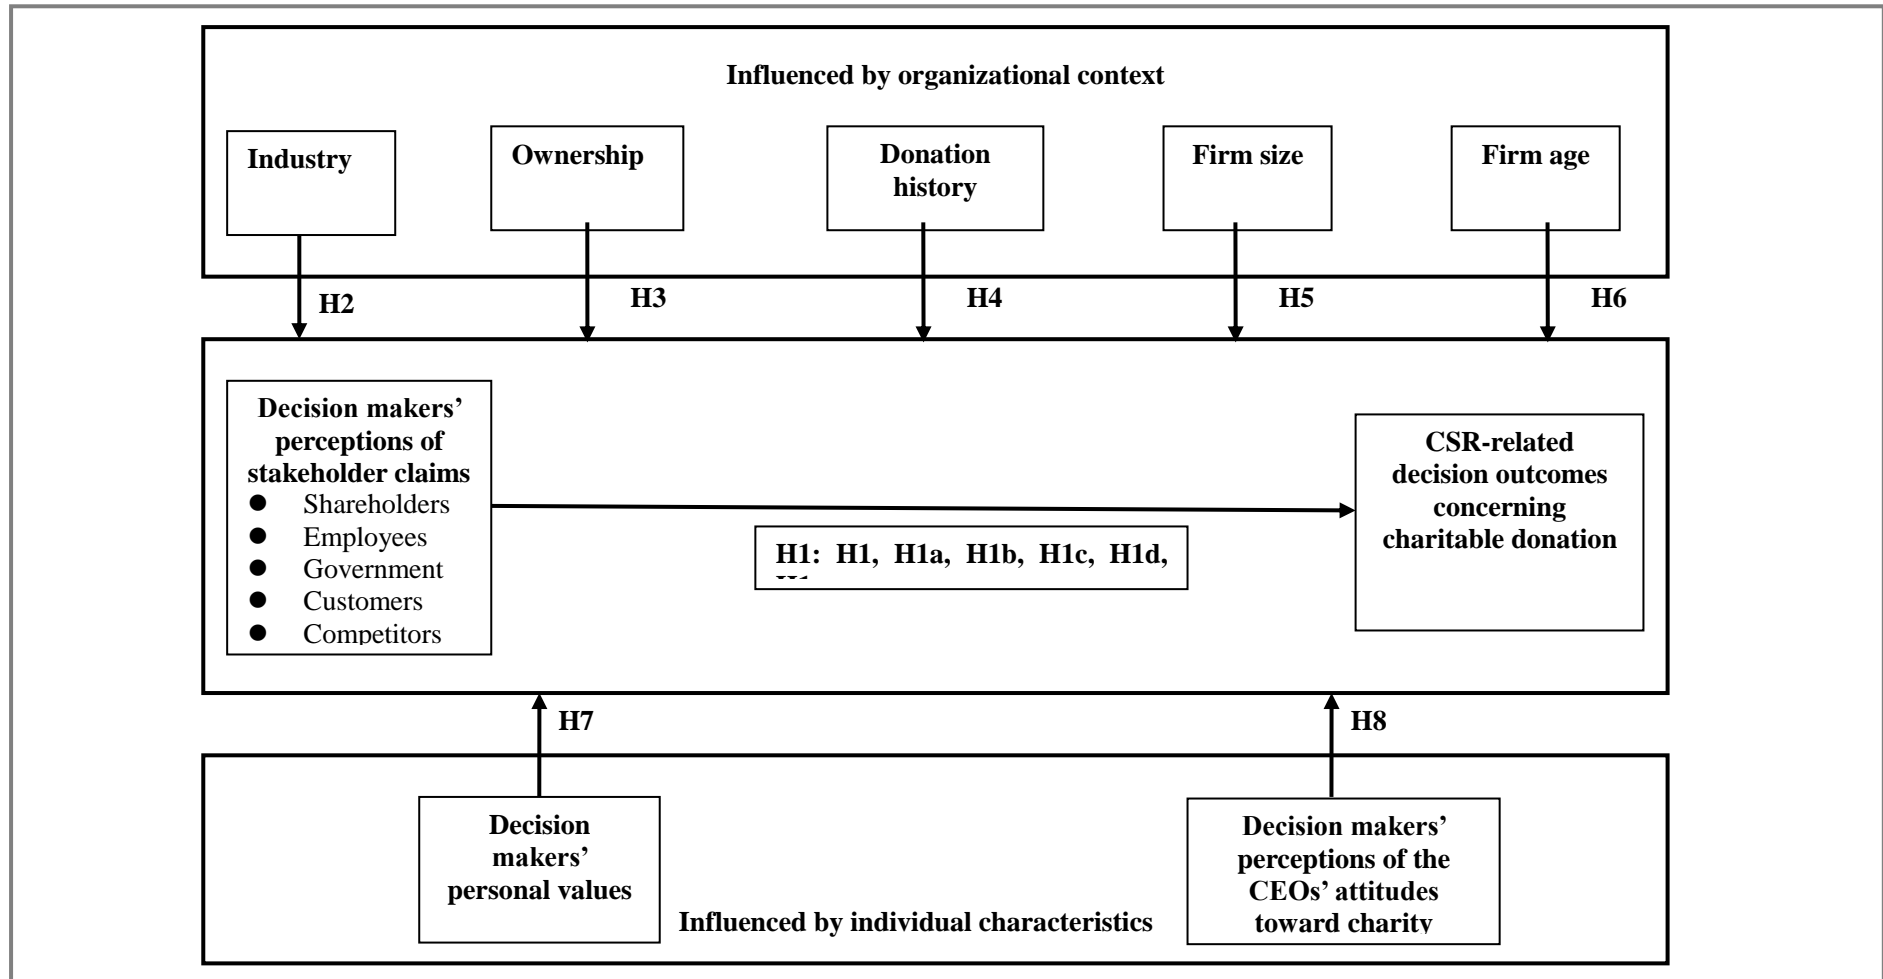 Influenced by organizational context
Industry
Ownership
Donation
history
Firm size
Firm age
H2
H3
H4
H5
H6
Decision makers’
perceptions of
stakeholder claims
● Shareholders
● Employees
● Government
● Customers
● Competitors
CSR-related
decision outcomes
concerning
charitable donation
H1: H1, H1a, H1b, H1c, H1d,
H7
H8
Decision
makers’
personal values
Decision makers’
perceptions of the
CEOs’ attitudes
toward charity
Influenced by individual characteristics